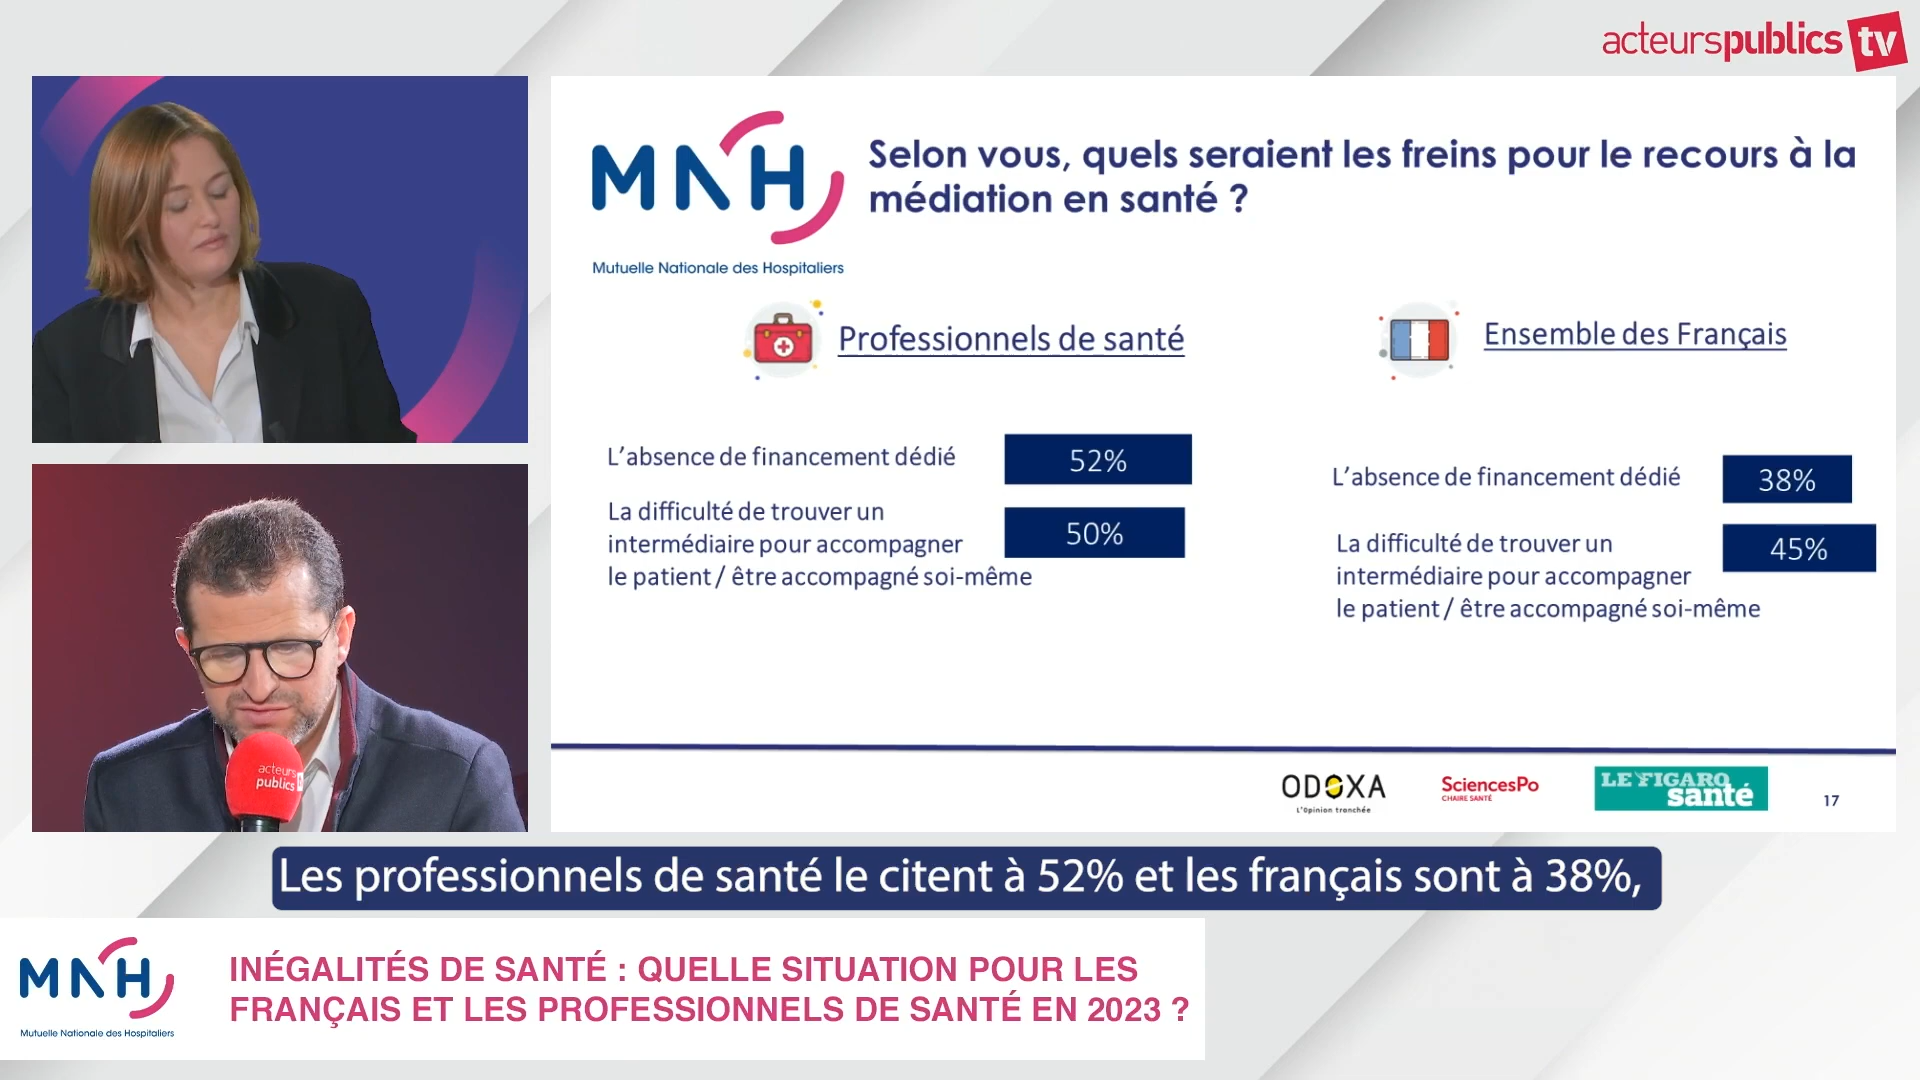 acteurspublics tv
MNH
Mutuelle Nationale des Hospitaliers
Selon vous, quels seraient les freins pour le recours à la
médiation en santé ?
Professionnels de santé
L'absence de financement dédié
52%
La difficulté de trouver un
intermédiaire pour accompagner
le patient / être accompagné soi-même
50%
Ensemble des Français
L'absence de financement dédié
38%
La difficulté de trouver un
intermédiaire pour accompagner
le patient / être accompagné soi-même
45%
acteurs
publics
ODOXA
L'Opinion tranchée
SciencesPo
CHAIRE SANTÉ
LE FIGARO
santé
17
Les professionnels de santé le citent à 52% et les français sont à 38%,
MNH
Mutuelle Nationale des Hospitaliers
INÉGALITÉS DE SANTÉ : QUELLE SITUATION POUR LES
FRANÇAIS ET LES PROFESSIONNELS DE SANTÉ EN 2023 ?